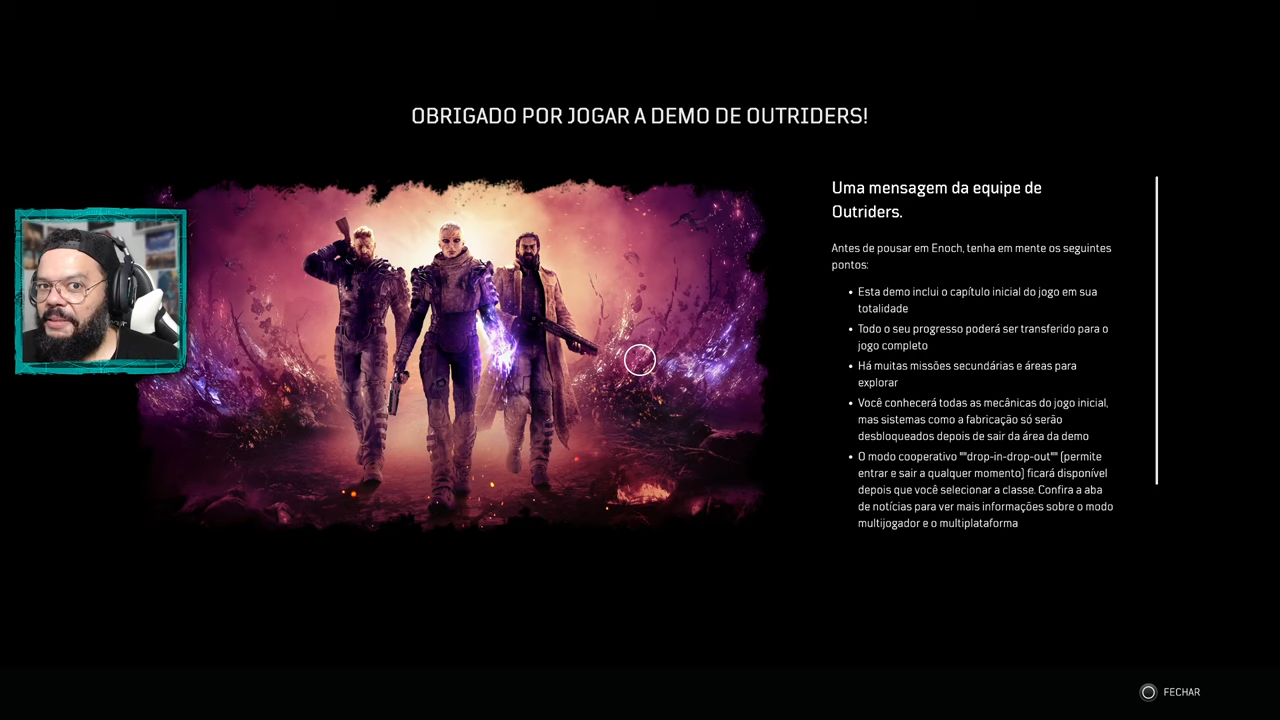 OBRIGADO POR JOGAR A DEMO DE OUTRIDERS!
Uma mensagem da equipe de
Outriders.
Antes de pousar em Enoch, tenha em mente os seguintes
pontos:
• Esta demo inclui o capítulo inicial do jogo em sua
totalidade
• Todo o seu progresso poderá ser transferido para o
jogo completo
• Há muitas missões secundárias e áreas para
explorar
• Você conhecerá todas as mecânicas do jogo inicial,
mas sistemas como a fabricação só serão
desbloqueados depois de sair da área da demo
• O modo cooperativo ""drop-in-drop-out"" (permite
entrar e sair a qualquer momento) ficará disponível
depois que você selecionar a classe. Confira a aba
de notícias para ver mais informações sobre o modo
multijogador e o multiplataforma
FECHAR